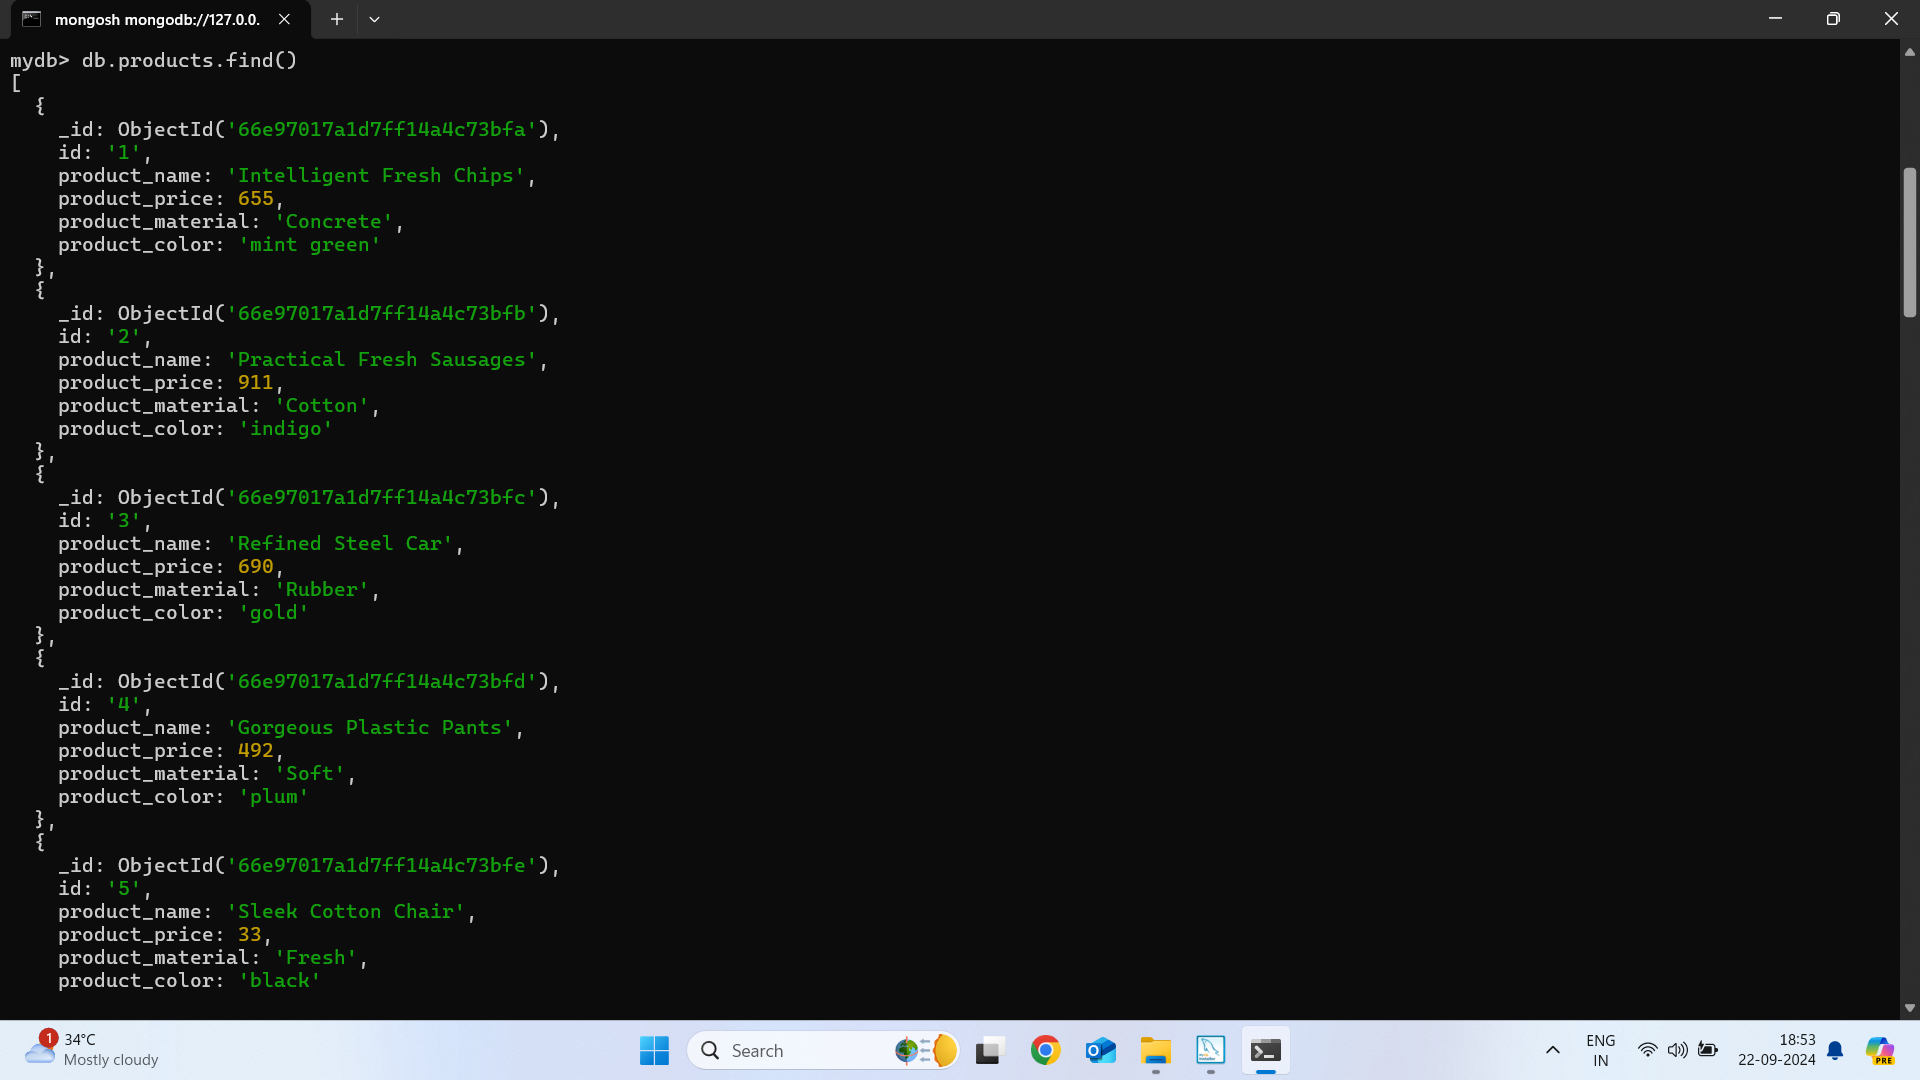 mongosh mongodb://127.0.0.
mydb> db.products.find()
[
  {
    _id: ObjectId('66e97017a1d7ff14a4c73bfa'),
    id: '1',
    product_name: 'Intelligent Fresh Chips',
    product_price: 655,
    product_material: 'Concrete',
    product_color: 'mint green'
  },
  {
    _id: ObjectId('66e97017a1d7ff14a4c73bfb'),
    id: '2',
    product_name: 'Practical Fresh Sausages',
    product_price: 911,
    product_material: 'Cotton',
    product_color: 'indigo'
  },
  {
    _id: ObjectId('66e97017a1d7ff14a4c73bfc'),
    id: '3',
    product_name: 'Refined Steel Car',
    product_price: 690,
    product_material: 'Rubber',
    product_color: 'gold'
  },
  {
    _id: ObjectId('66e97017a1d7ff14a4c73bfd'),
    id: '4',
    product_name: 'Gorgeous Plastic Pants',
    product_price: 492,
    product_material: 'Soft',
    product_color: 'plum'
  },
  {
    _id: ObjectId('66e97017a1d7ff14a4c73bfe'),
    id: '5',
    product_name: 'Sleek Cotton Chair',
    product_price: 33,
    product_material: 'Fresh',
    product_color: 'black'
1
34°C
Mostly cloudy
Search
ENG
IN
18:53
22-09-2024
PRE